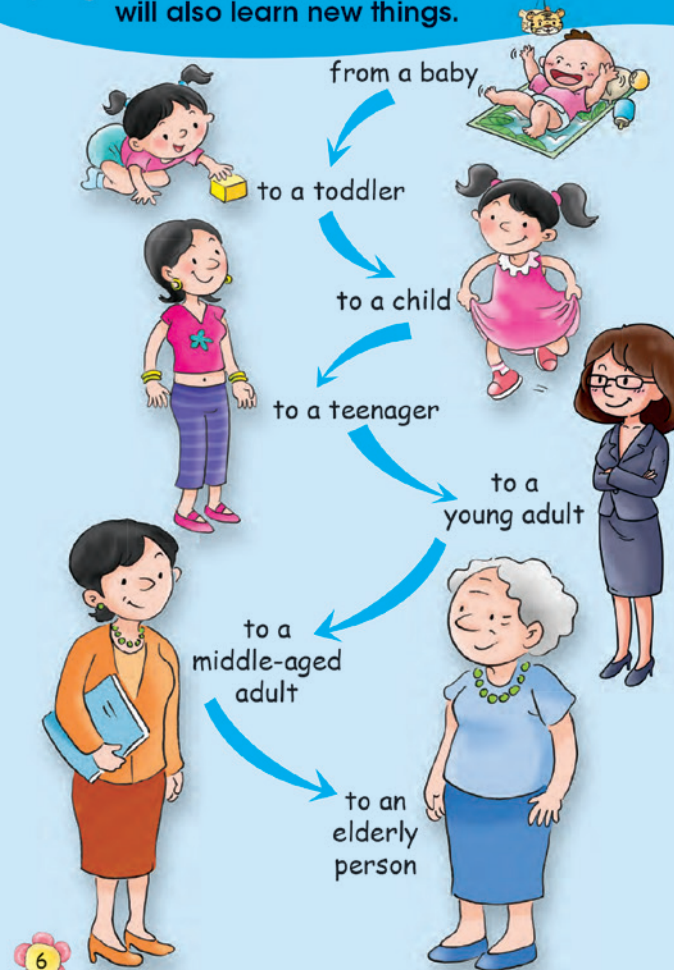 will also learn new things.
from a baby
to a toddler
to a child
to a teenager
to a
young adult
to a
middle-aged
adult
to an
elderly
person
6